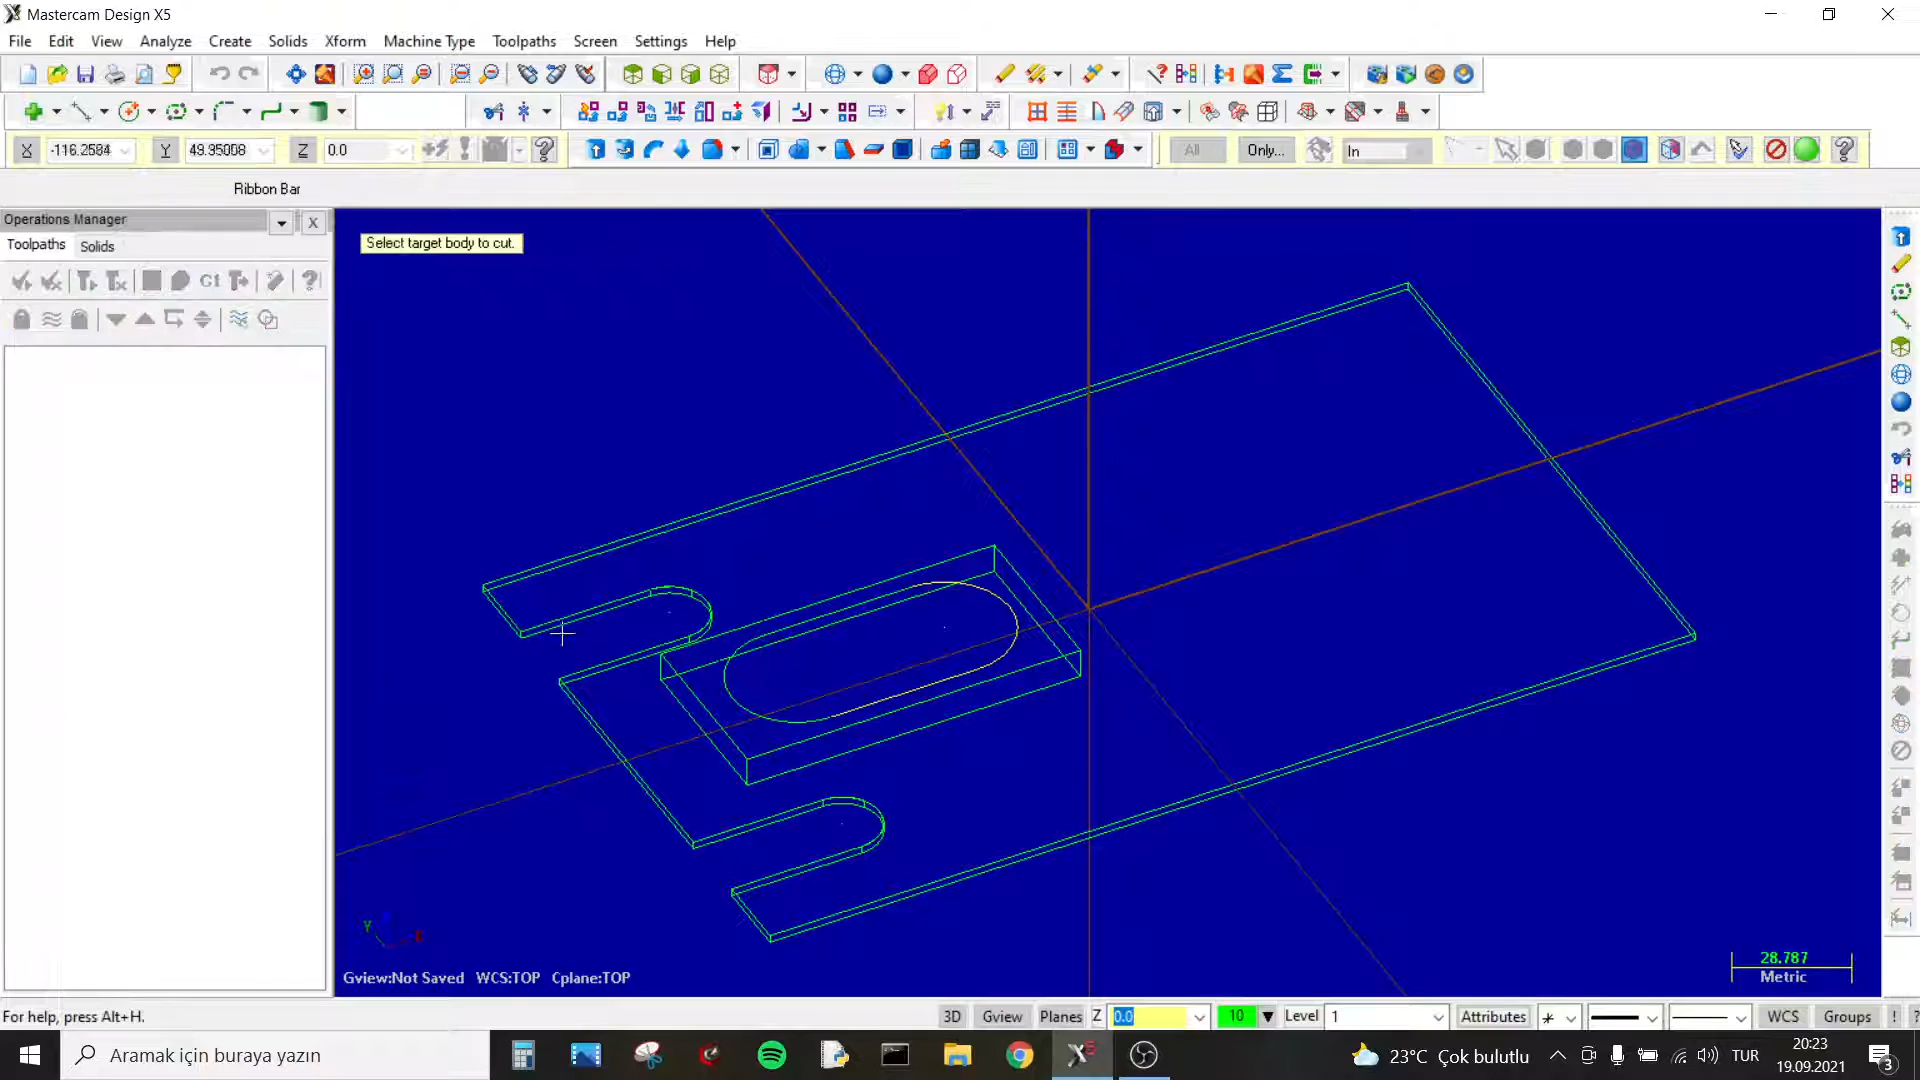 Mastercam Design X5
File Edit View Analyze Create Solids Xform Machine Type Toolpaths Screen Settings Help
X -116.2584 Y 49.95008 Z 0.0 All Only... In
Ribbon Bar
Operations Manager
Toolpaths Solids
G1
Select target body to cut.
Y
X
Gview:Not Saved WCS:TOP Cplane:TOP
28.787
Metric
For help, press Alt+H.
3D Gview Planes Z 0.0 10 Level 1 Attributes WCS Groups ! ?
Aramak için buraya yazın
23°C Çok bulutlu
TUR
20:23
19.09.2021
3